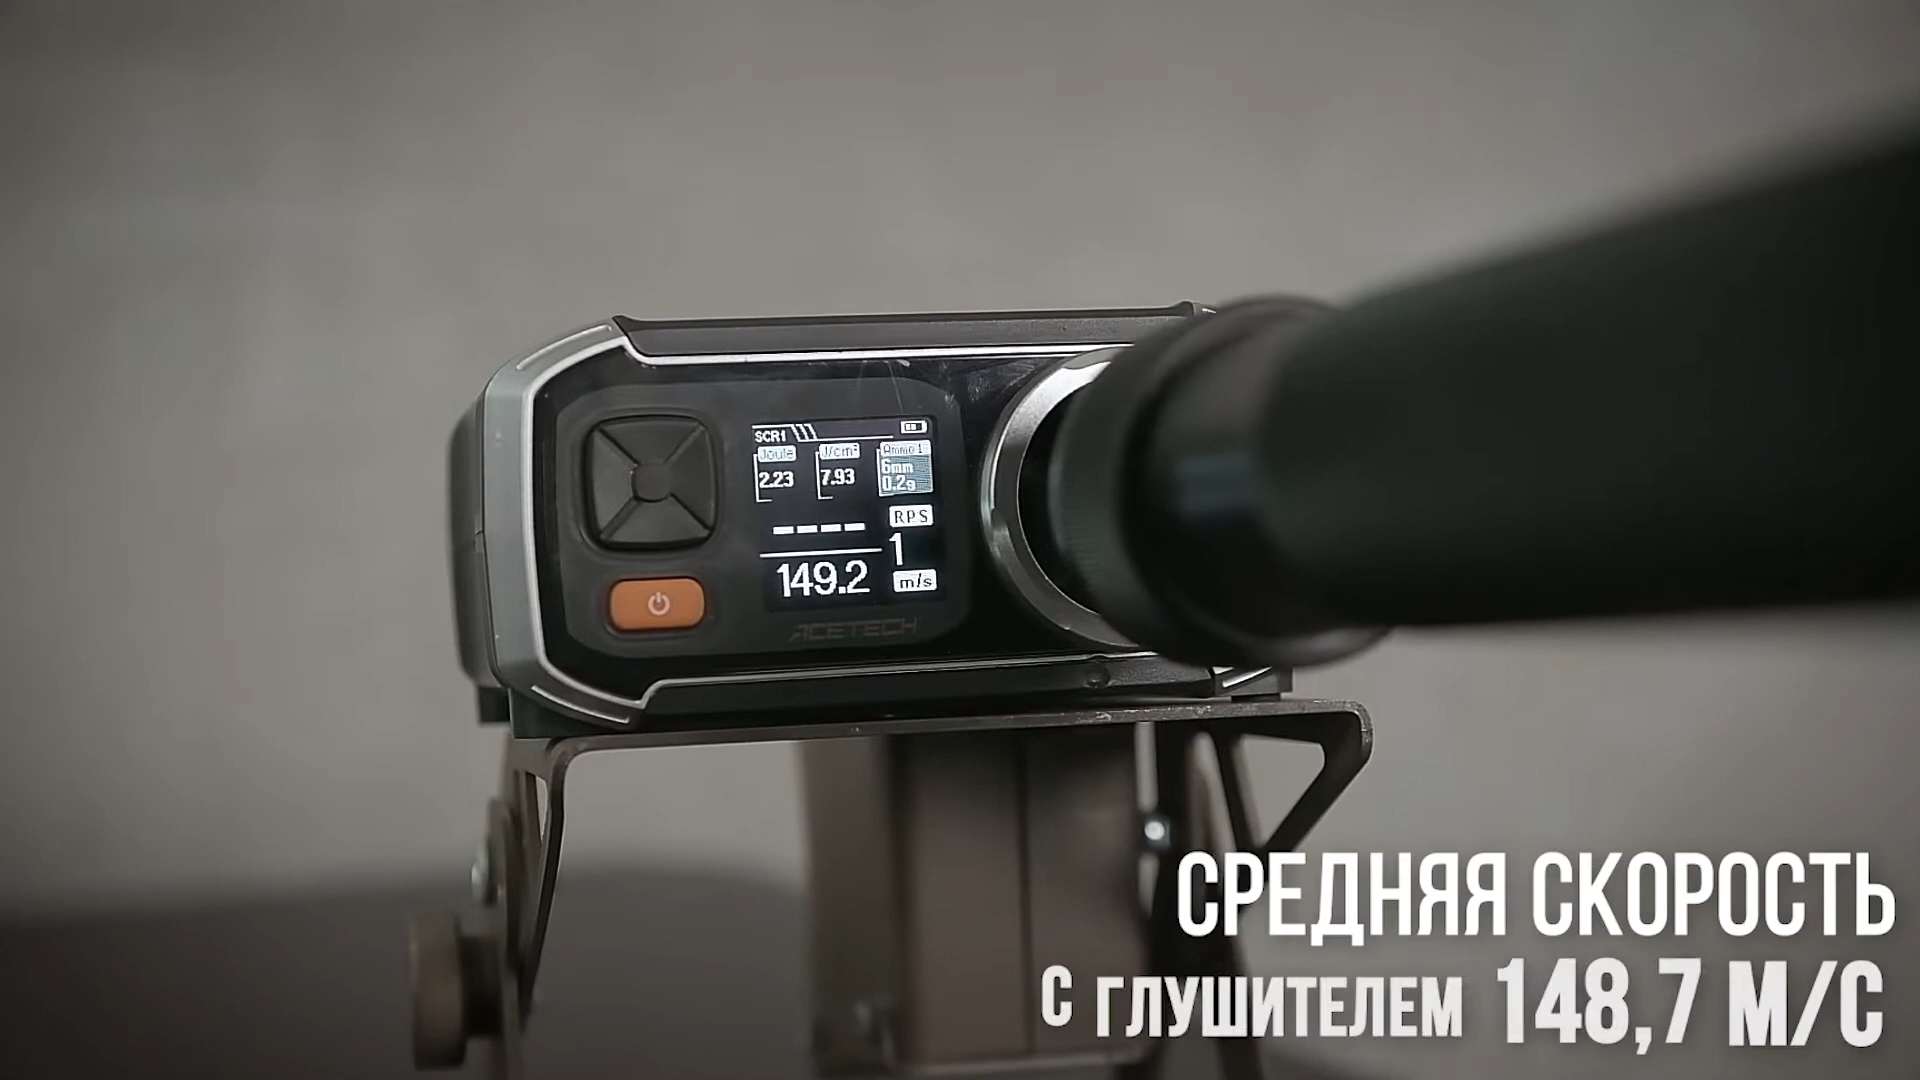 SCR1
Joule
J/cm²
Ammo 1
2.23
7.93
6mm
0.2g
RPS
1
149.2
m/s
ACETECH
СРЕДНЯЯ СКОРОСТЬ
С ГЛУШИТЕЛЕМ 148,7 М/С